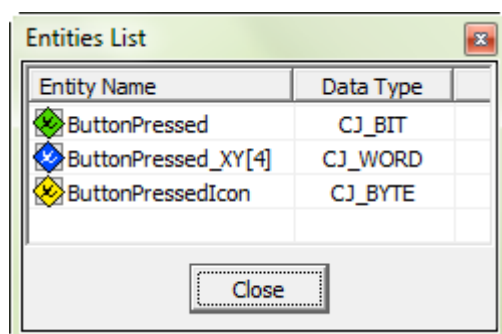 Entities List
Entity Name Data Type
ButtonPressed CJ_BIT
ButtonPressed_XY[4] CJ_WORD
ButtonPressedIcon CJ_BYTE
Close